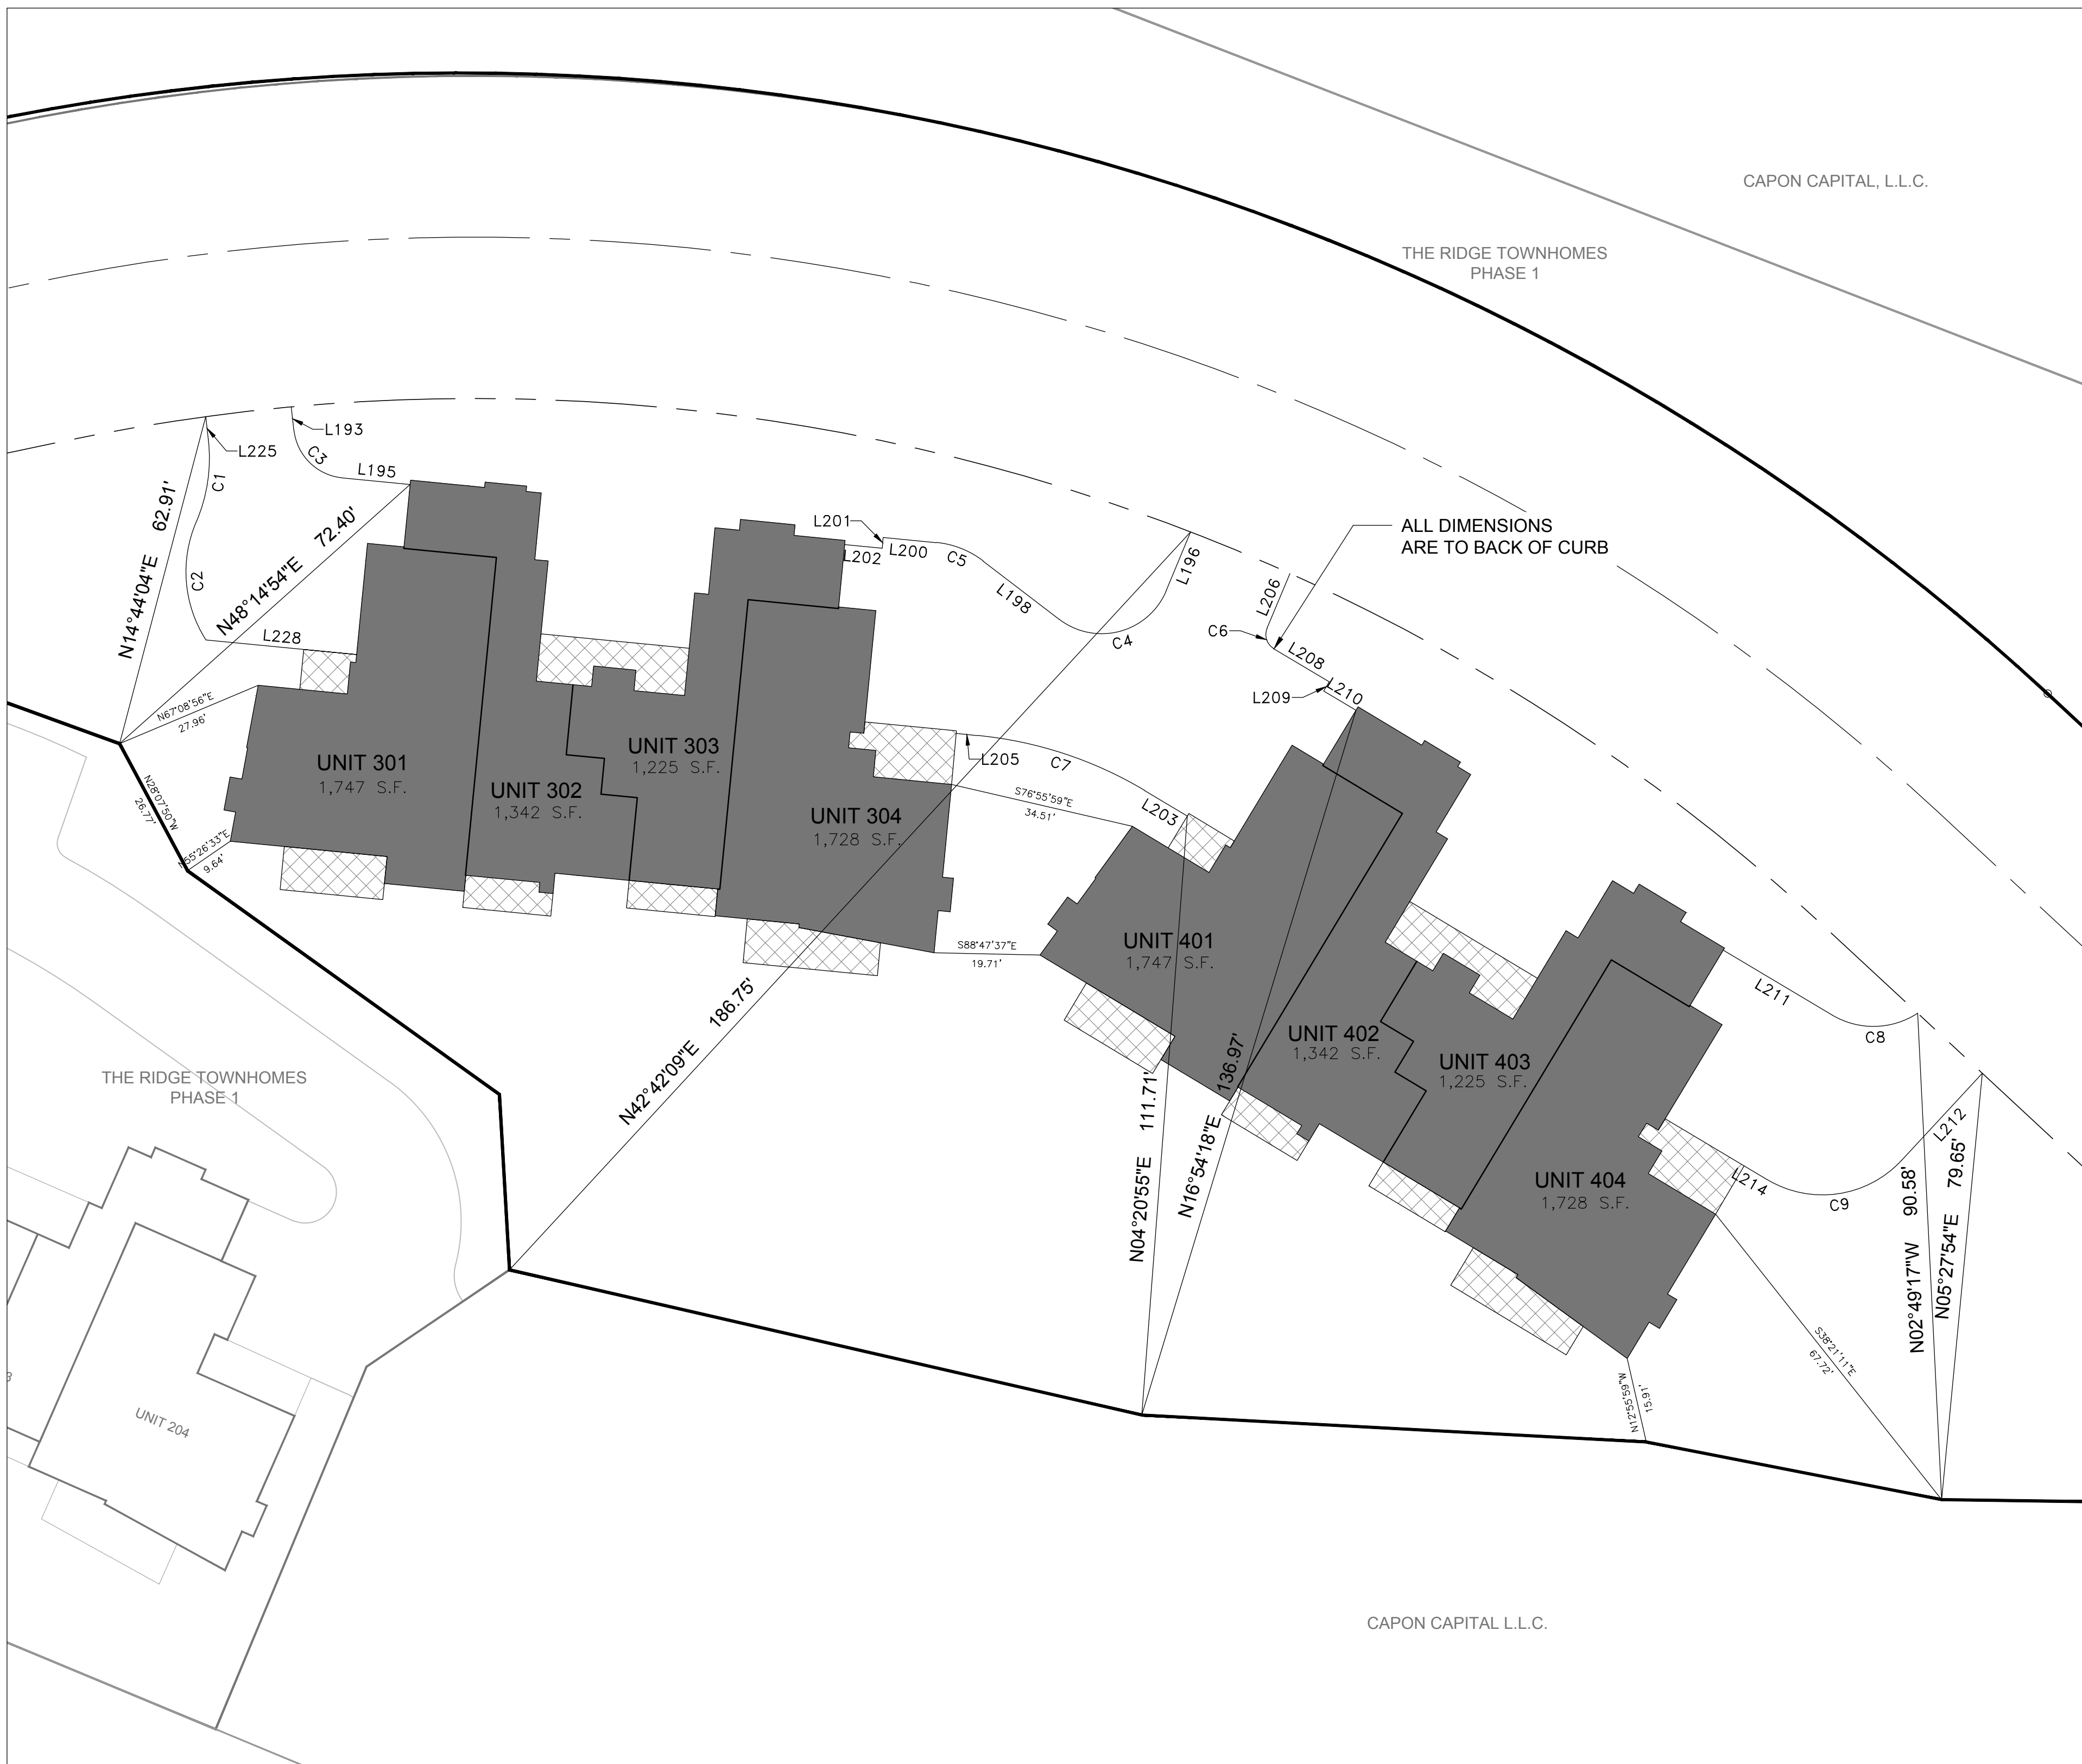 CAPON CAPITAL, L.L.C.
THE RIDGE TOWNHOMES
PHASE 1
L193
L225
C3
L195
C1
N14°44'04"E 62.91'
N48°14'54"E 72.40'
C2
L228
L201
L200
L202
C5
L198
C4
L196
ALL DIMENSIONS
ARE TO BACK OF CURB
L206
C6
L208
L209
L210
N67°08'56"E
27.96'
N28°07'50"W
26.77'
N55°26'33"E
9.64'
UNIT 301
1,747 S.F.
UNIT 302
1,342 S.F.
UNIT 303
1,225 S.F.
UNIT 304
1,728 S.F.
L205
C7
L203
S76°55'59"E
34.51'
S88°47'37"E
19.71'
N42°42'09"E 186.75'
UNIT 401
1,747 S.F.
UNIT 402
1,342 S.F.
UNIT 403
1,225 S.F.
UNIT 404
1,728 S.F.
N04°20'55"E 111.71'
N16°54'18"E 136.97'
L211
C8
L212
L214
C9
N02°49'17"W 90.58'
N05°27'54"E 79.65'
S38°21'11"E
67.72'
N12°55'59"W
15.91'
THE RIDGE TOWNHOMES
PHASE 1
3
UNIT 204
CAPON CAPITAL L.L.C.